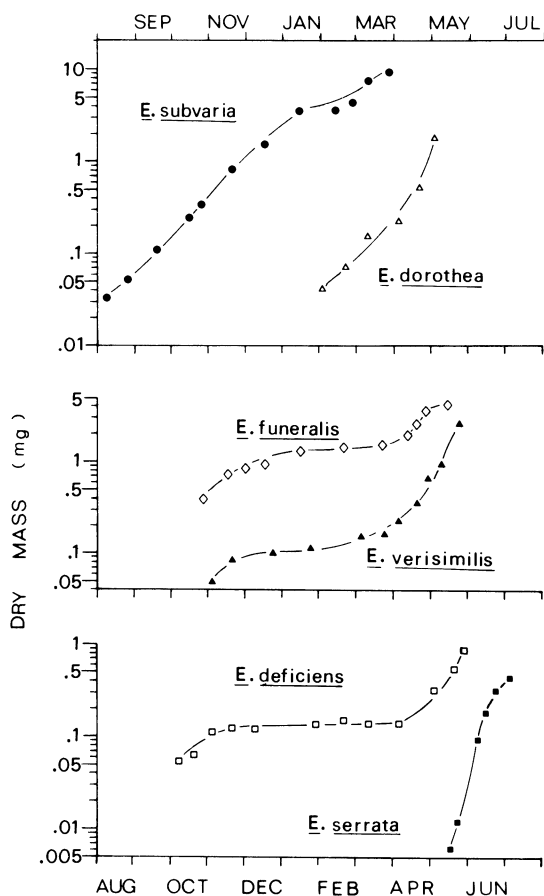 SEP NOV JAN MAR MAY JUL
10
5
E. subvaria
1
.5
.1
E. dorothea
.05
.01
5
E. funeralis
1
.5
.1
E. verisimilis
.05
DRY MASS (mg)
1
E. deficiens
.5
.1
.05
E. serrata
.01
.005
AUG OCT DEC FEB APR JUN